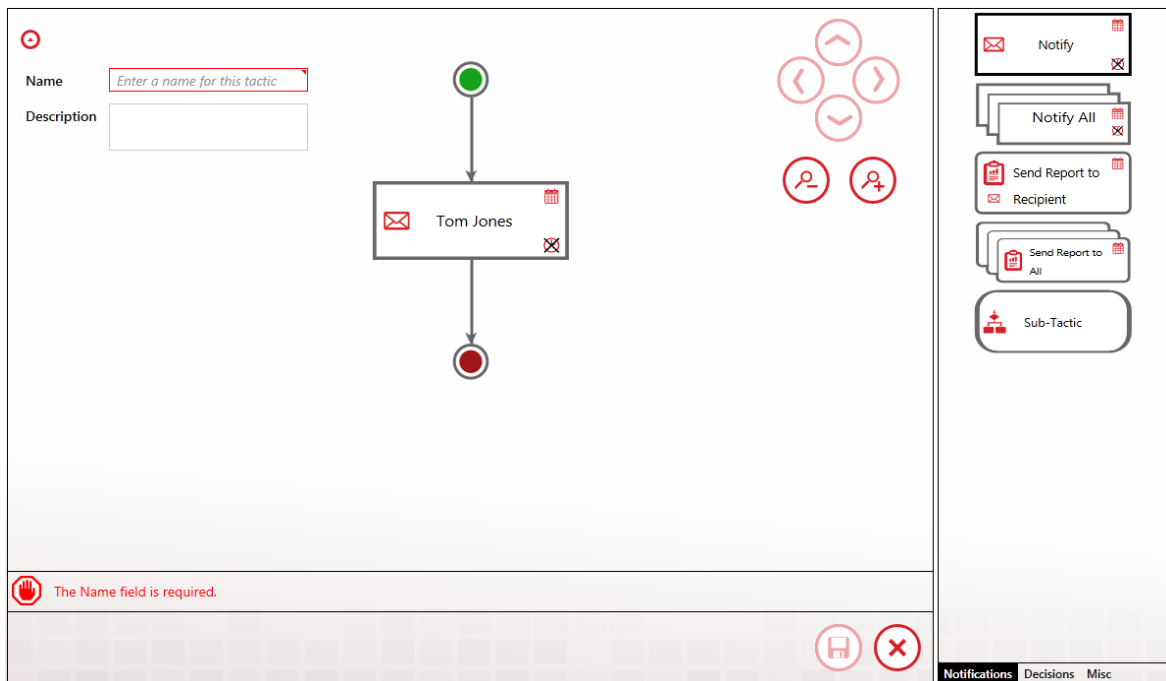 Name
Enter a name for this tactic
Description
Tom Jones
The Name field is required.
Notify
Notify All
Send Report to
Recipient
Send Report to
All
Sub-Tactic
Notifications Decisions Misc